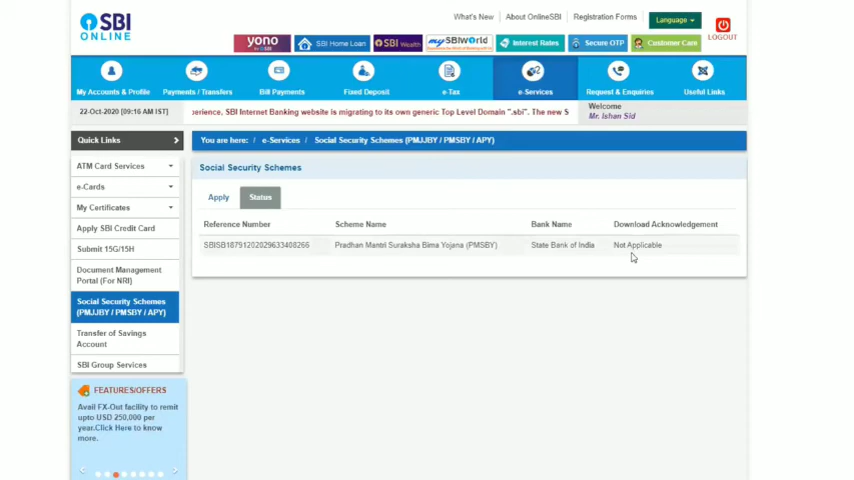 SBI
ONLINE
What's New
About OnlineSBI
Registration Forms
Language
LOGOUT
yono
SBI Home Loan
SBI Wealth
mySBIWorld
Interest Rates
Secure OTP
Customer Care
My Accounts & Profile
Payments / Transfers
Bill Payments
Fixed Deposit
e-Tax
e-Services
Request & Enquiries
Useful Links
22-Oct-2020 [09:16 AM IST]
perience, SBI Internet Banking website is migrating to its own generic Top Level Domain ".sbi". The new S
Welcome
Mr. Ishan Sid
Quick Links
You are here: / e-Services / Social Security Schemes (PMJJBY / PMSBY / APY)
ATM Card Services
e-Cards
My Certificates
Apply SBI Credit Card
Submit 15G/15H
Document Management
Portal (For NRI)
Social Security Schemes
(PMJJBY / PMSBY / APY)
Transfer of Savings
Account
SBI Group Services
Social Security Schemes
Apply
Status
Reference Number
Scheme Name
Bank Name
Download Acknowledgement
SBISB18791202029633408266
Pradhan Mantri Suraksha Bima Yojana (PMSBY)
State Bank of India
Not Applicable
FEATURES/OFFERS
Avail FX-Out facility to remit
upto USD 250,000 per
year.Click Here to know
more.